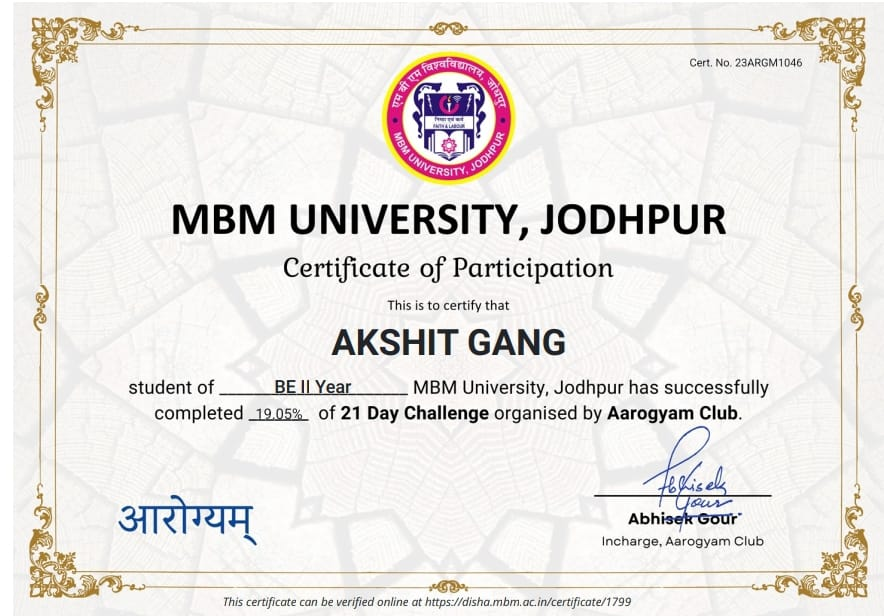 Cert. No. 23ARGM1046
एम बी एम विश्वविद्यालय, जोधपुर
निष्ठा एवं कार्य
FAITH & LABOUR
MBM UNIVERSITY, JODHPUR
MBM UNIVERSITY, JODHPUR
Certificate of Participation
This is to certify that
AKSHIT GANG
student of BE II Year MBM University, Jodhpur has successfully
completed 19.05% of 21 Day Challenge organised by Aarogyam Club.
Abhisek
Gour
आरोग्यम्
Abhisek Gour
Incharge, Aarogyam Club
This certificate can be verified online at https://disha.mbm.ac.in/certificate/1799